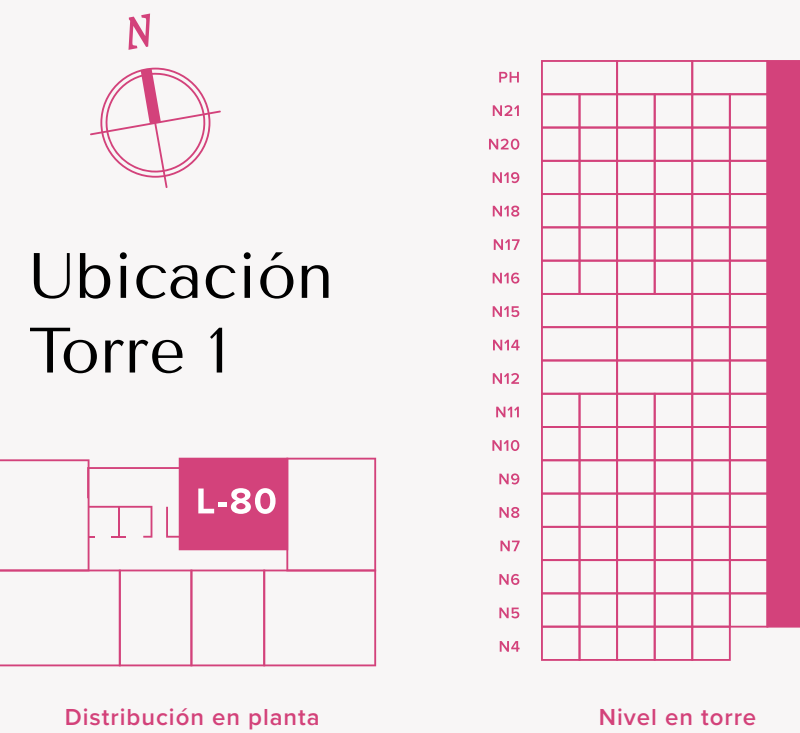 N
Ubicación
Torre 1
L-80
Distribución en planta
PH
N21
N20
N19
N18
N17
N16
N15
N14
N12
N11
N10
N9
N8
N7
N6
N5
N4
Nivel en torre